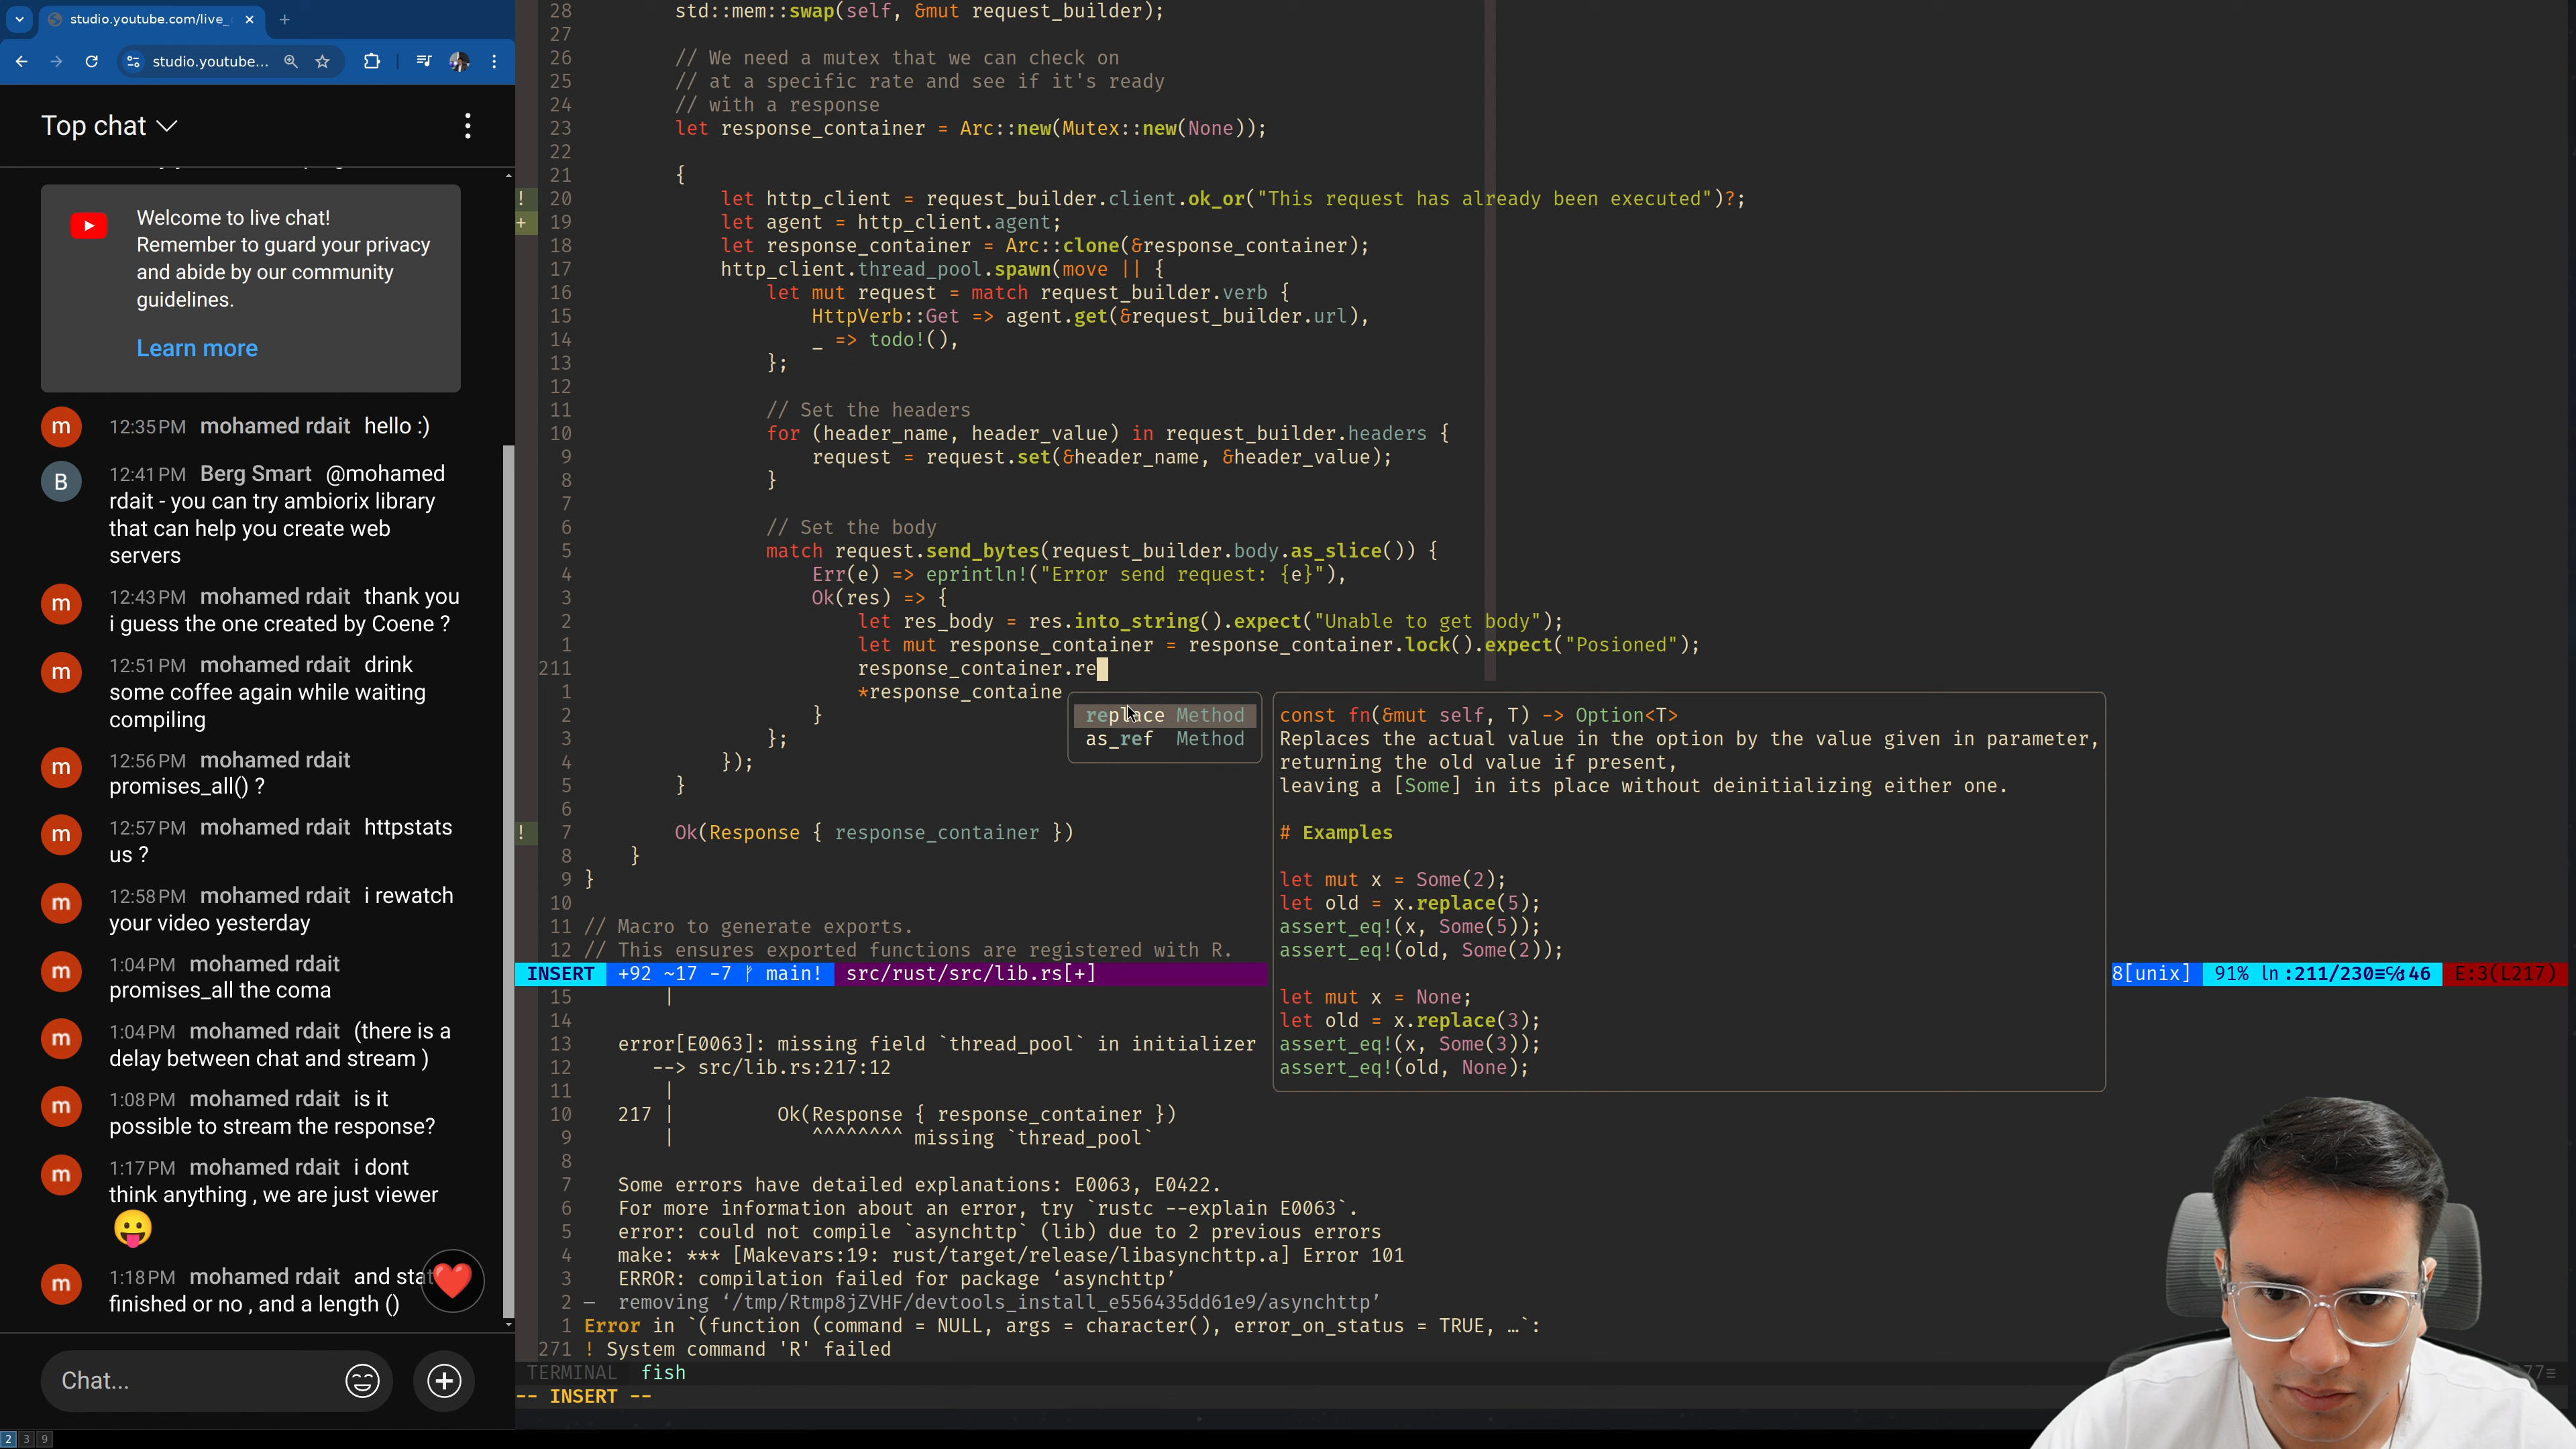 studio.youtube.com/live_
studio.youtube...
Top chat
Welcome to live chat!
Remember to guard your privacy
and abide by our community
guidelines.
Learn more
m 12:35 PM mohamed rdait hello :)
B 12:41 PM Berg Smart @mohamed
rdait - you can try ambiorix library
that can help you create web
servers
m 12:43 PM mohamed rdait thank you
i guess the one created by Coene ?
m 12:51 PM mohamed rdait drink
some coffee again while waiting
compiling
m 12:56 PM mohamed rdait
promises_all() ?
m 12:57 PM mohamed rdait httpstats
us ?
m 12:58 PM mohamed rdait i rewatch
your video yesterday
m 1:04 PM mohamed rdait
promises_all the coma
m 1:04 PM mohamed rdait (there is a
delay between chat and stream )
m 1:08 PM mohamed rdait is it
possible to stream the response?
m 1:17 PM mohamed rdait i dont
think anything , we are just viewer
m 1:18 PM mohamed rdait and stat
finished or no , and a length ()
Chat...
2 3 9
28 std::mem::swap(self, &mut request_builder);
27
26 // We need a mutex that we can check on
25 // at a specific rate and see if it's ready
24 // with a response
23 let response_container = Arc::new(Mutex::new(None));
22
21 {
! 20 let http_client = request_builder.client.ok_or("This request has already been executed")?;
+ 19 let agent = http_client.agent;
18 let response_container = Arc::clone(&response_container);
17 http_client.thread_pool.spawn(move || {
16 let mut request = match request_builder.verb {
15 HttpVerb::Get => agent.get(&request_builder.url),
14 _ => todo!(),
13 };
12
11 // Set the headers
10 for (header_name, header_value) in request_builder.headers {
9 request = request.set(&header_name, &header_value);
8 }
7
6 // Set the body
5 match request.send_bytes(request_builder.body.as_slice()) {
4 Err(e) => eprintln!("Error send request: {e}"),
3 Ok(res) => {
2 let res_body = res.into_string().expect("Unable to get body");
1 let mut response_container = response_container.lock().expect("Posioned");
211 response_container.re
1 *response_containe
2 }
3 };
4 });
5 }
6
! 7 Ok(Response { response_container })
8 }
9 }
10
11 // Macro to generate exports.
12 // This ensures exported functions are registered with R.
replace Method
as_ref Method
const fn(&mut self, T) -> Option<T>
Replaces the actual value in the option by the value given in parameter,
returning the old value if present,
leaving a [Some] in its place without deinitializing either one.
# Examples
let mut x = Some(2);
let old = x.replace(5);
assert_eq!(x, Some(5));
assert_eq!(old, Some(2));
let mut x = None;
let old = x.replace(3);
assert_eq!(x, Some(3));
assert_eq!(old, None);
INSERT +92 ~17 -7 main! src/rust/src/lib.rs[+] 8[unix] 91% ln :211/230≡℅:46 E:3(L217)
15 |
14
13 error[E0063]: missing field `thread_pool` in initializer
12 --> src/lib.rs:217:12
11 |
10 217 | Ok(Response { response_container })
9 | ^^^^^^^^ missing `thread_pool`
8
7 Some errors have detailed explanations: E0063, E0422.
6 For more information about an error, try `rustc --explain E0063`.
5 error: could not compile `asynchttp` (lib) due to 2 previous errors
4 make: *** [Makevars:19: rust/target/release/libasynchttp.a] Error 101
3 ERROR: compilation failed for package ‘asynchttp’
2 — removing ‘/tmp/Rtmp8jZVHF/devtools_install_e556435dd61e9/asynchttp’
1 Error in `(function (command = NULL, args = character(), error_on_status = TRUE, …`:
271 ! System command 'R' failed
TERMINAL fish
-- INSERT --